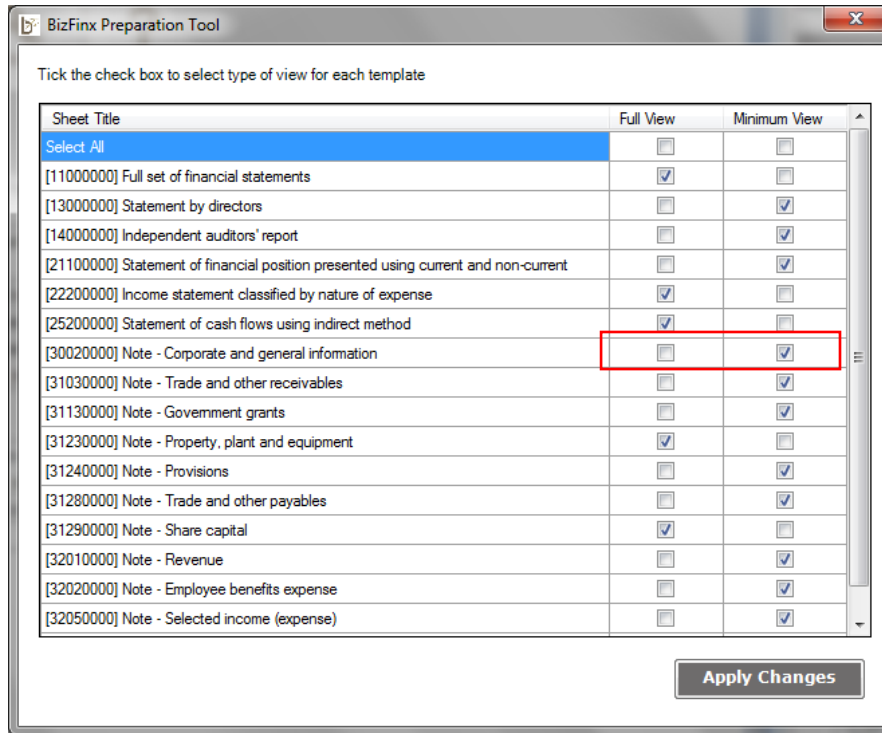 BizFinx Preparation Tool
Tick the check box to select type of view for each template
Sheet Title Full View Minimum View
Select All
[11000000] Full set of financial statements
[13000000] Statement by directors
[14000000] Independent auditors' report
[21100000] Statement of financial position presented using current and non-current
[22200000] Income statement classified by nature of expense
[25200000] Statement of cash flows using indirect method
[30020000] Note - Corporate and general information
[31030000] Note - Trade and other receivables
[31130000] Note - Government grants
[31230000] Note - Property, plant and equipment
[31240000] Note - Provisions
[31280000] Note - Trade and other payables
[31290000] Note - Share capital
[32010000] Note - Revenue
[32020000] Note - Employee benefits expense
[32050000] Note - Selected income (expense)
Apply Changes